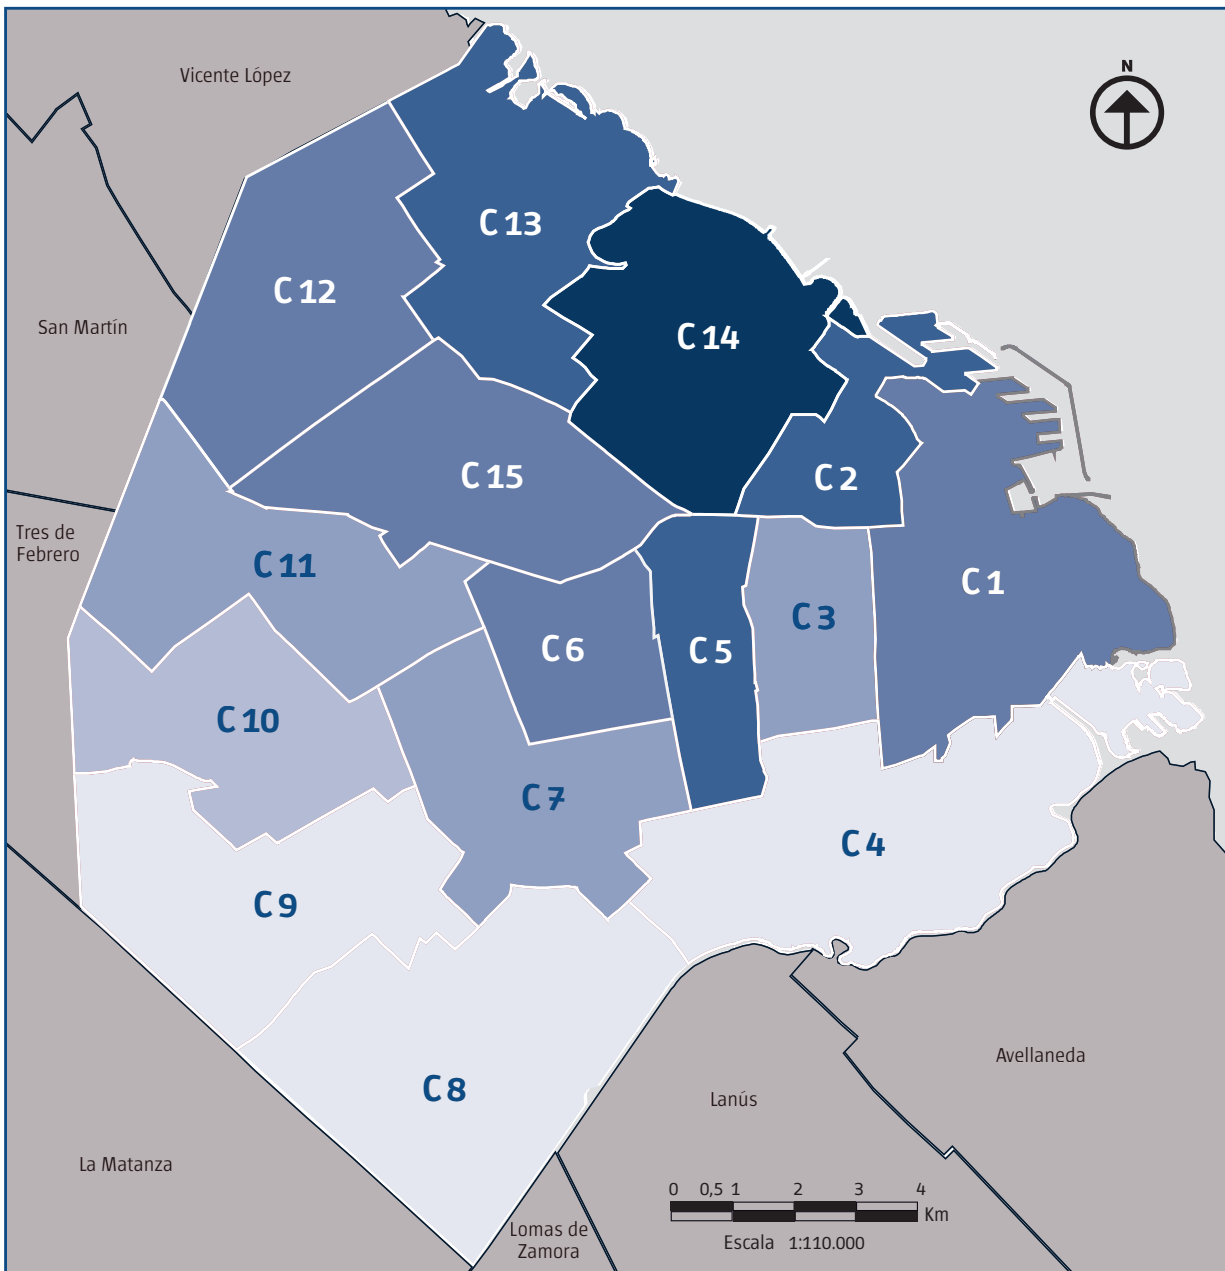 N
Vicente López
C 13
C 12
San Martín
C 14
C 15
C 2
Tres de
Febrero
C 11
C 1
C 3
C 6
C 5
C 10
C 7
C 4
C 9
Avellaneda
C 8
Lanús
La Matanza
0 0,5 1 2 3 4
Km
Lomas de
Zamora
Escala 1:110.000